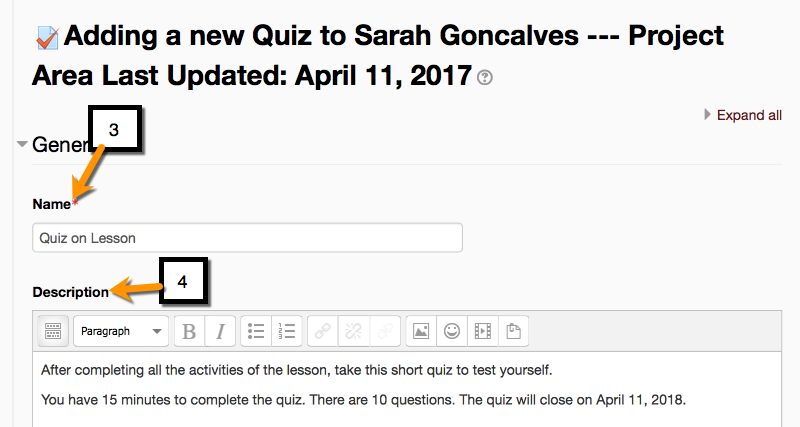 Adding a new Quiz to Sarah Goncalves --- Project
Area Last Updated: April 11, 2017
Expand all
3
Gener
Name*
Quiz on Lesson
4
Description
Paragraph
B I
1
2
3
After completing all the activities of the lesson, take this short quiz to test yourself.
You have 15 minutes to complete the quiz. There are 10 questions. The quiz will close on April 11, 2018.